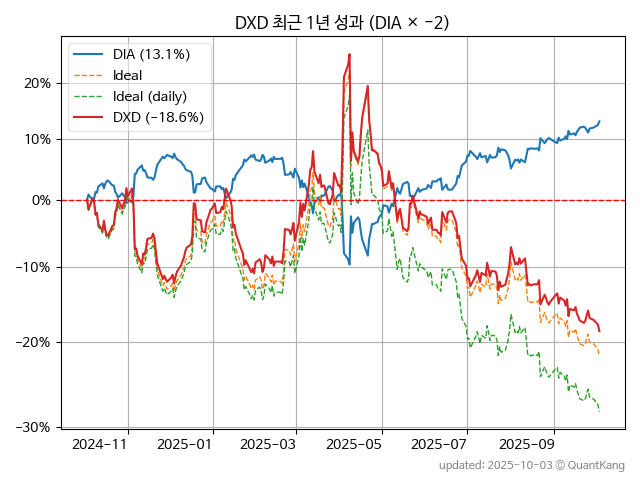 DXD 최근 1년 성과 (DIA × −2)
DIA (13.1%)
Ideal
Ideal (daily)
DXD (−18.6%)
20%
10%
0%
−10%
−20%
−30%
2024-11
2025-01
2025-03
2025-05
2025-07
2025-09
updated: 2025-10-03 © QuantKang